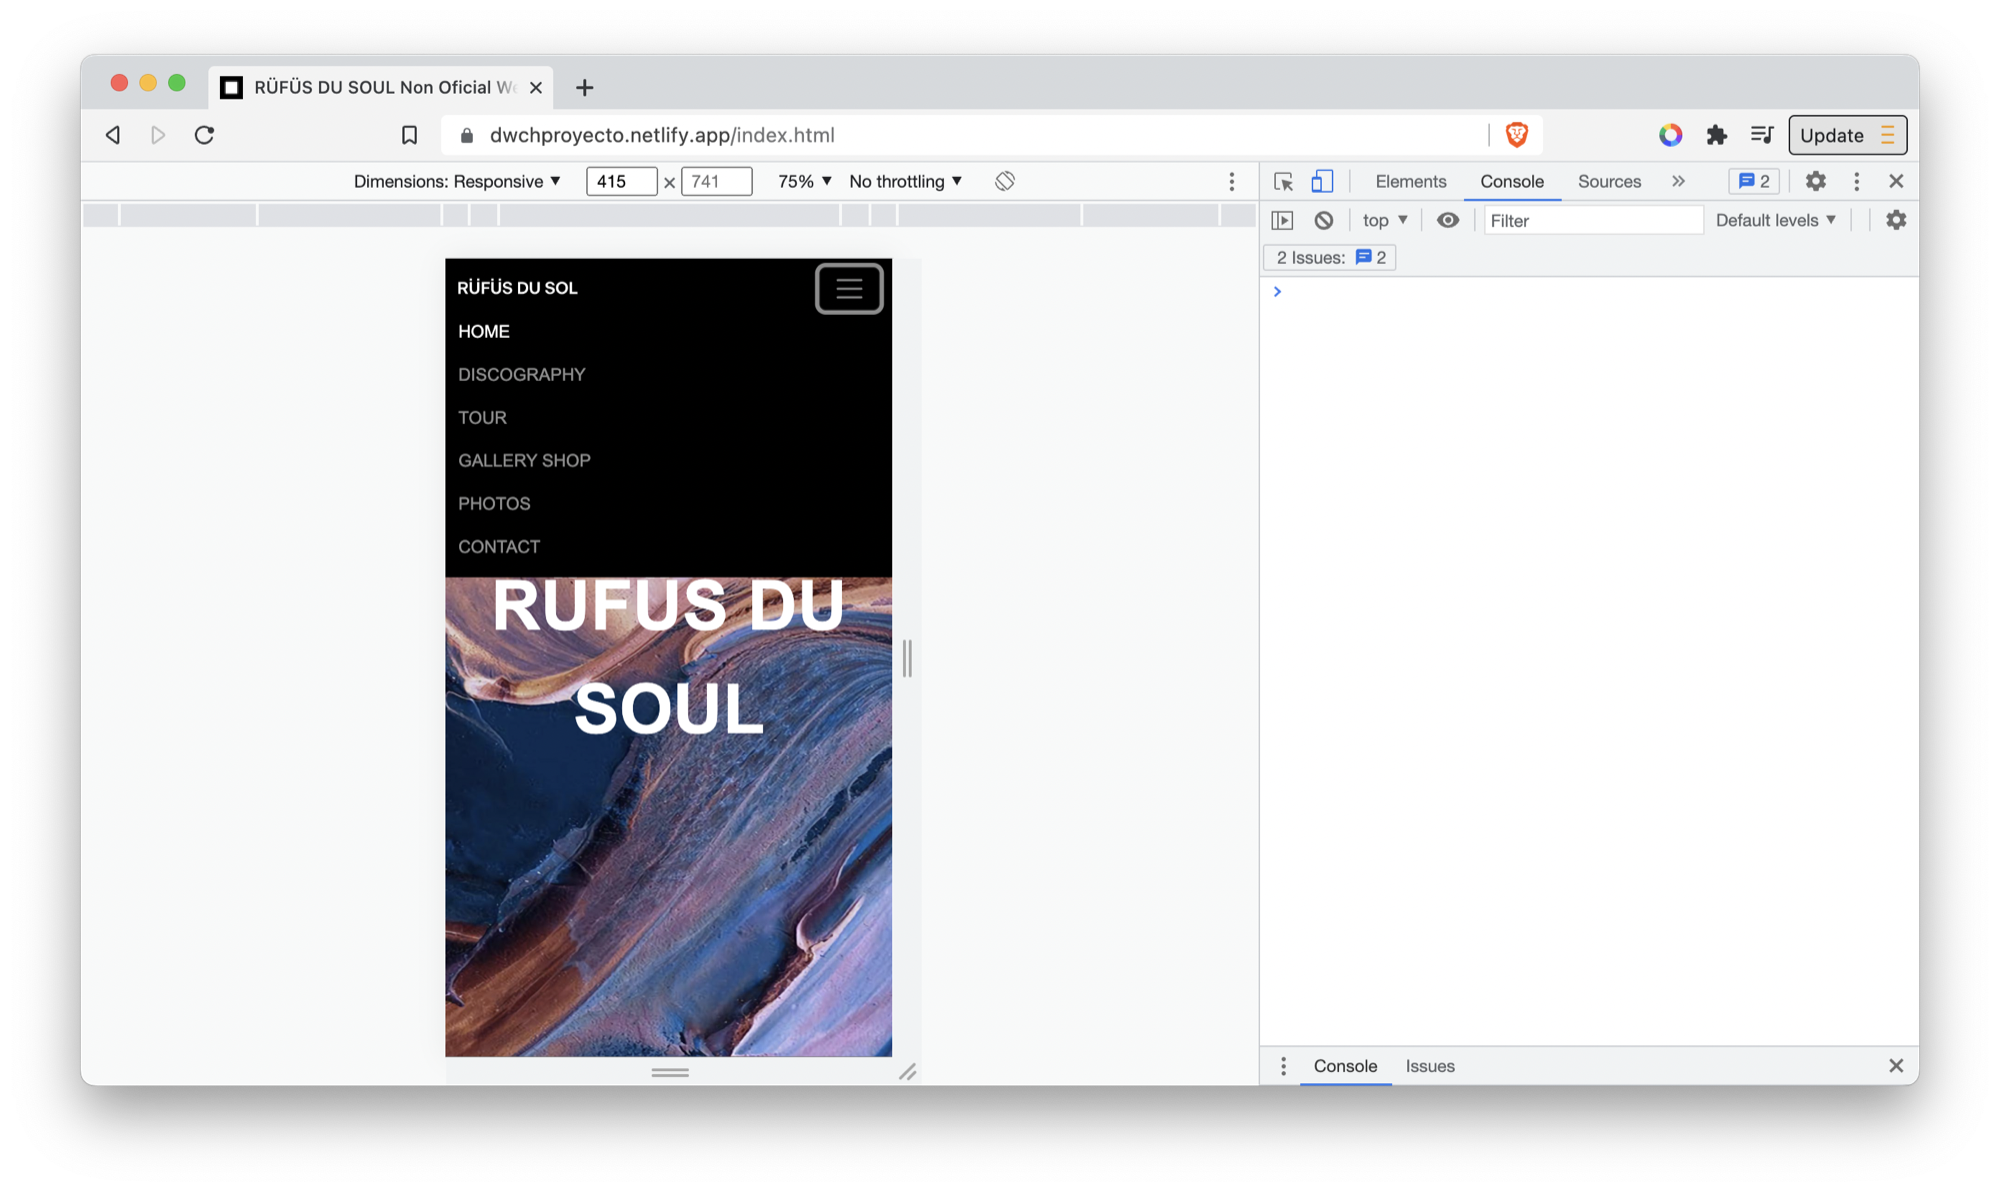 RÜFÜS DU SOUL Non Oficial We
dwchproyecto.netlify.app/index.html
Update
Dimensions: Responsive ▼ 415 × 741 75% ▼ No throttling ▼
Elements Console Sources » 2
top ▼ Filter Default levels ▼
2 Issues: 2
RÜFÜS DU SOL
HOME
DISCOGRAPHY
TOUR
GALLERY SHOP
PHOTOS
CONTACT
RUFUS DU
SOUL
Console Issues